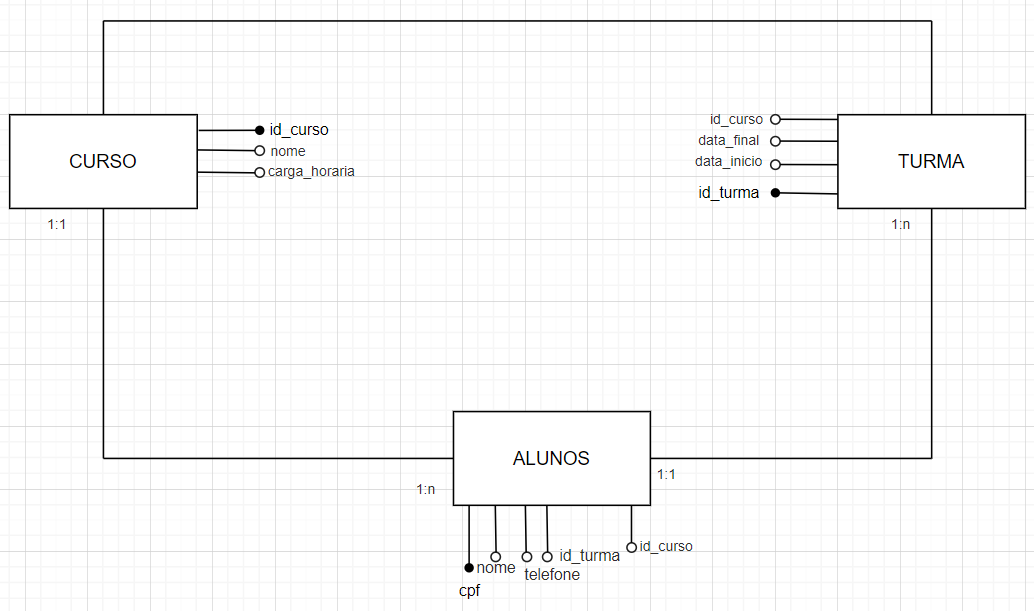 CURSO
id_curso
nome
carga_horaria
1:1
id_curso
data_final
data_inicio
id_turma
TURMA
1:n
ALUNOS
1:n
1:1
cpf
nome
telefone
id_turma
id_curso